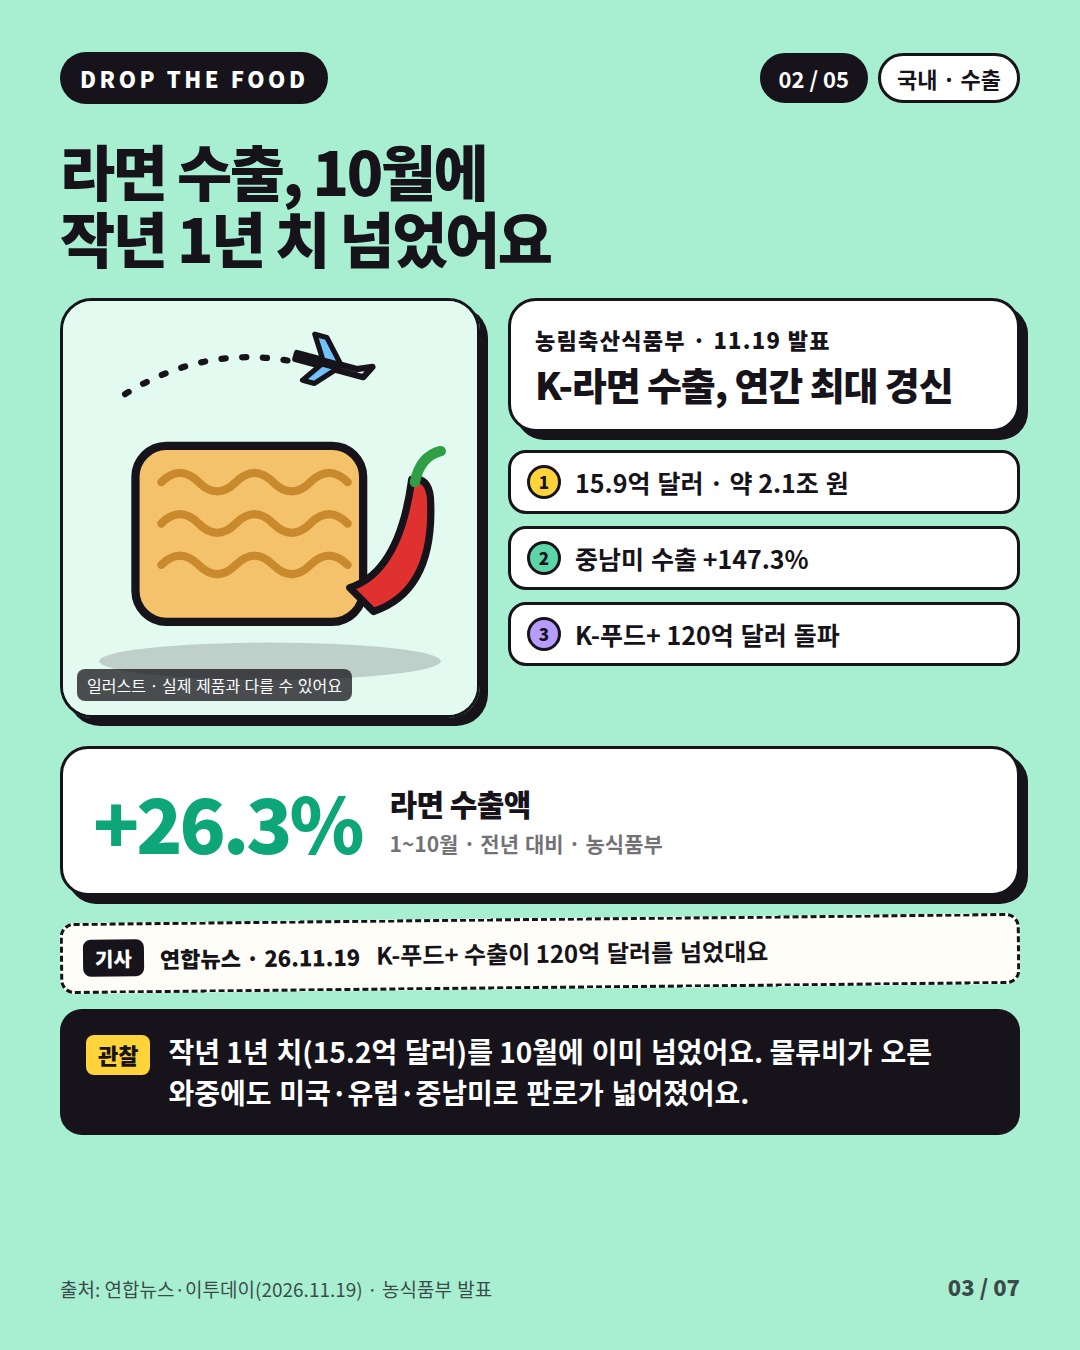 DROP THE FOOD
02 / 05
국내 · 수출
라면 수출, 10월에
작년 1년 치 넘었어요
농림축산식품부 · 11.19 발표
K-라면 수출, 연간 최대 경신
1 15.9억 달러 · 약 2.1조 원
2 중남미 수출 +147.3%
3 K-푸드+ 120억 달러 돌파
일러스트 · 실제 제품과 다를 수 있어요
+26.3%
라면 수출액
1~10월 · 전년 대비 · 농식품부
기사 연합뉴스 · 26.11.19 K-푸드+ 수출이 120억 달러를 넘었대요
관찰 작년 1년 치(15.2억 달러)를 10월에 이미 넘었어요. 물류비가 오른
와중에도 미국·유럽·중남미로 판로가 넓어졌어요.
출처: 연합뉴스·이투데이(2026.11.19) · 농식품부 발표
03 / 07